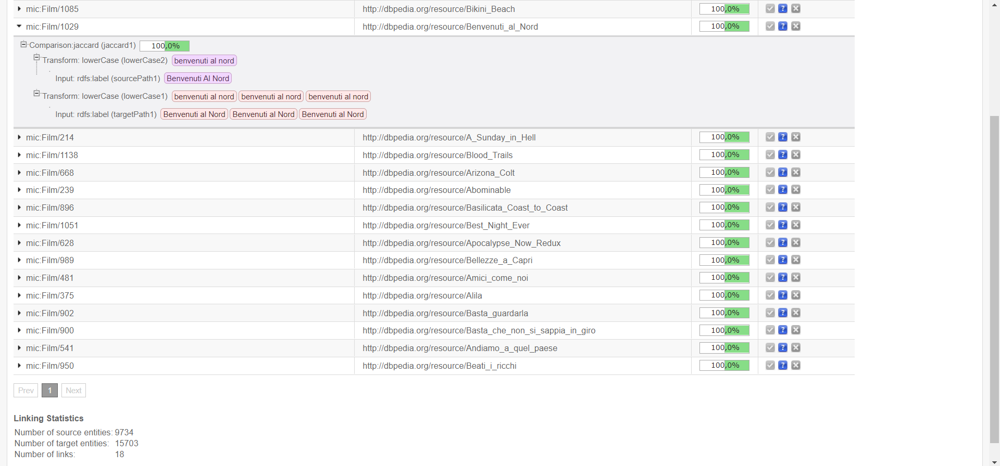 mic:Film/1085 http://dbpedia.org/resource/Bikini_Beach 100,0% ?
mic:Film/1029 http://dbpedia.org/resource/Benvenuti_al_Nord 100,0% ?
Comparison:jaccard (jaccard1) 100,0%
Transform: lowerCase (lowerCase2) benvenuti al nord
Input: rdfs:label (sourcePath1) Benvenuti Al Nord
Transform: lowerCase (lowerCase1) benvenuti al nord benvenuti al nord benvenuti al nord
Input: rdfs:label (targetPath1) Benvenuti al Nord Benvenuti al Nord Benvenuti al Nord
mic:Film/214 http://dbpedia.org/resource/A_Sunday_in_Hell 100,0% ?
mic:Film/1138 http://dbpedia.org/resource/Blood_Trails 100,0% ?
mic:Film/668 http://dbpedia.org/resource/Arizona_Colt 100,0% ?
mic:Film/239 http://dbpedia.org/resource/Abominable 100,0% ?
mic:Film/896 http://dbpedia.org/resource/Basilicata_Coast_to_Coast 100,0% ?
mic:Film/1051 http://dbpedia.org/resource/Best_Night_Ever 100,0% ?
mic:Film/628 http://dbpedia.org/resource/Apocalypse_Now_Redux 100,0% ?
mic:Film/989 http://dbpedia.org/resource/Bellezze_a_Capri 100,0% ?
mic:Film/481 http://dbpedia.org/resource/Amici_come_noi 100,0% ?
mic:Film/375 http://dbpedia.org/resource/Alila 100,0% ?
mic:Film/902 http://dbpedia.org/resource/Basta_guardarla 100,0% ?
mic:Film/900 http://dbpedia.org/resource/Basta_che_non_si_sappia_in_giro 100,0% ?
mic:Film/541 http://dbpedia.org/resource/Andiamo_a_quel_paese 100,0% ?
mic:Film/950 http://dbpedia.org/resource/Beati_i_ricchi 100,0% ?
Prev 1 Next
Linking Statistics
Number of source entities: 9734
Number of target entities: 15703
Number of links: 18